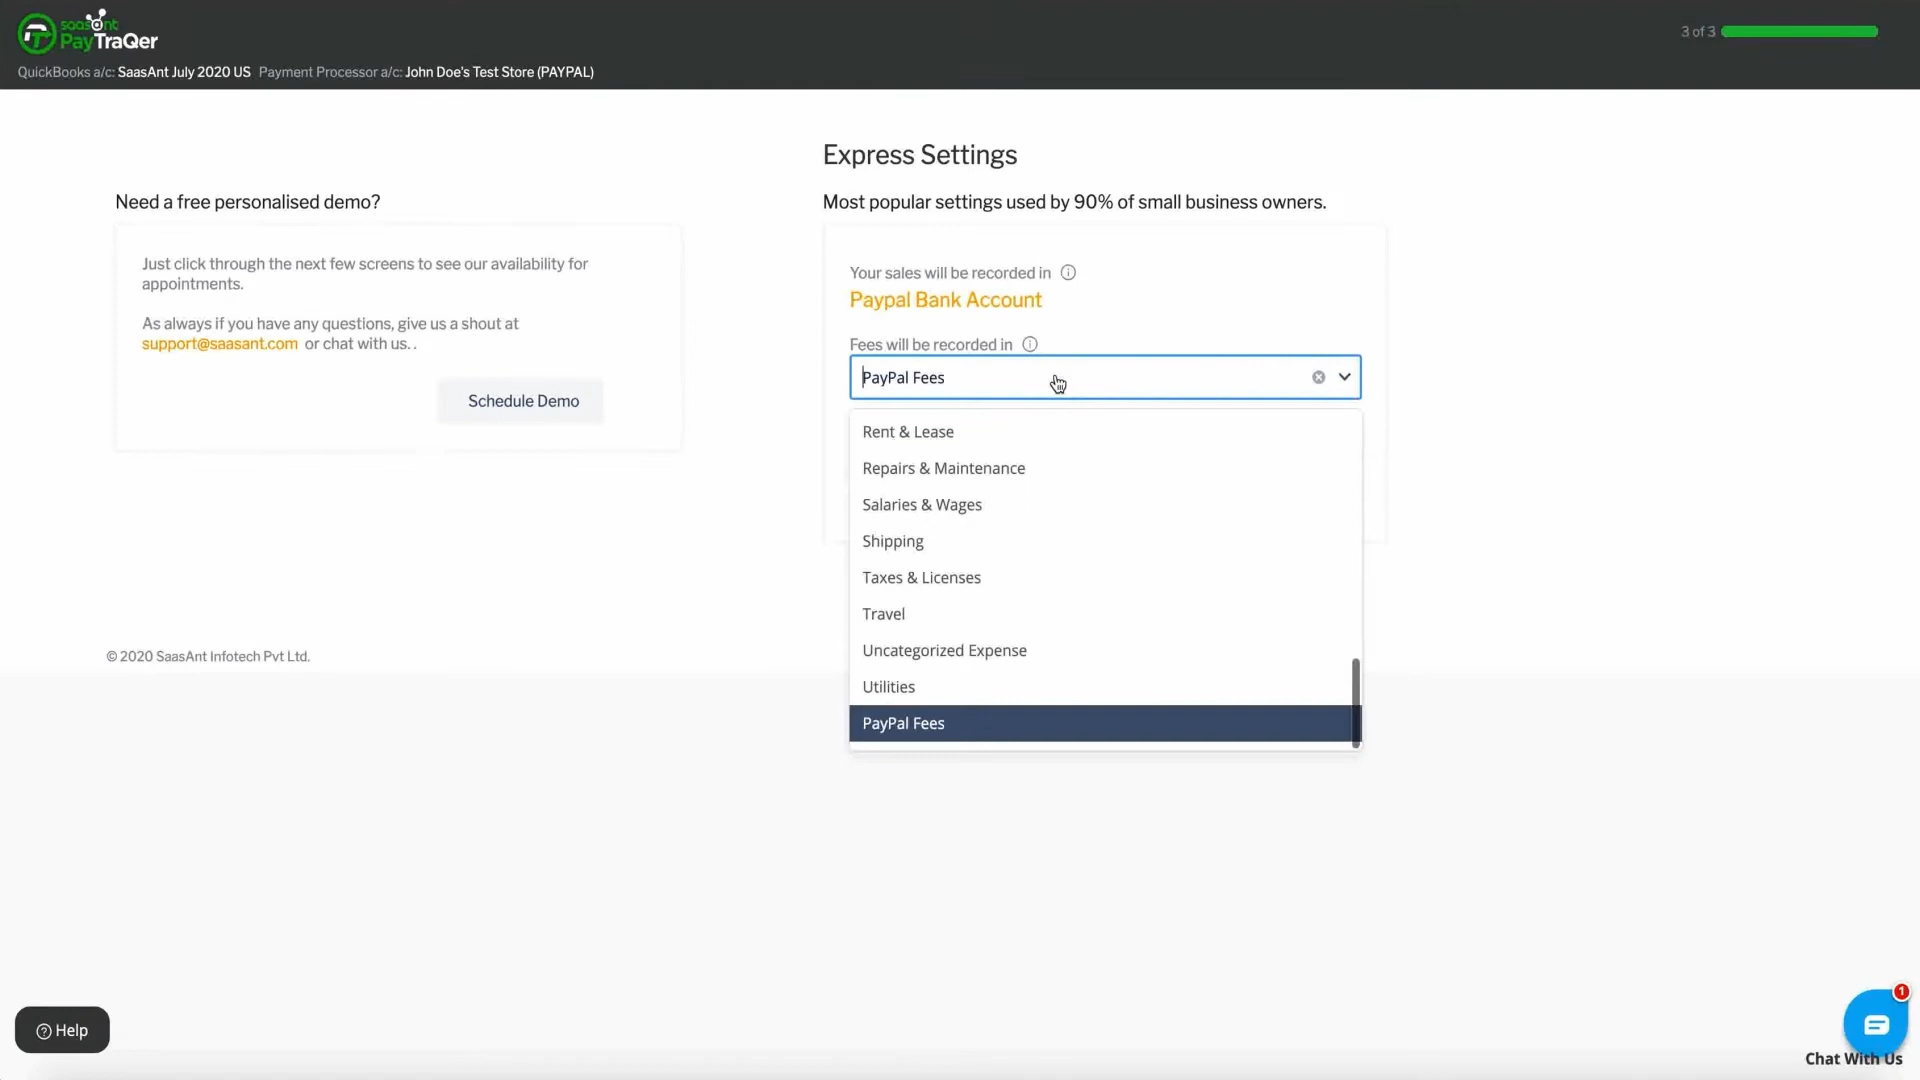 saasant
PayTraQer
3 of 3
QuickBooks a/c: SaasAnt July 2020 US Payment Processor a/c: John Doe's Test Store (PAYPAL)
Express Settings
Need a free personalised demo?
Most popular settings used by 90% of small business owners.
Just click through the next few screens to see our availability for
appointments.
As always if you have any questions, give us a shout at
support@saasant.com or chat with us. .
Schedule Demo
Your sales will be recorded in
Paypal Bank Account
Fees will be recorded in
PayPal Fees
Rent & Lease
Repairs & Maintenance
Salaries & Wages
Shipping
Taxes & Licenses
Travel
Uncategorized Expense
Utilities
PayPal Fees
© 2020 SaasAnt Infotech Pvt Ltd.
Help
1
Chat With Us